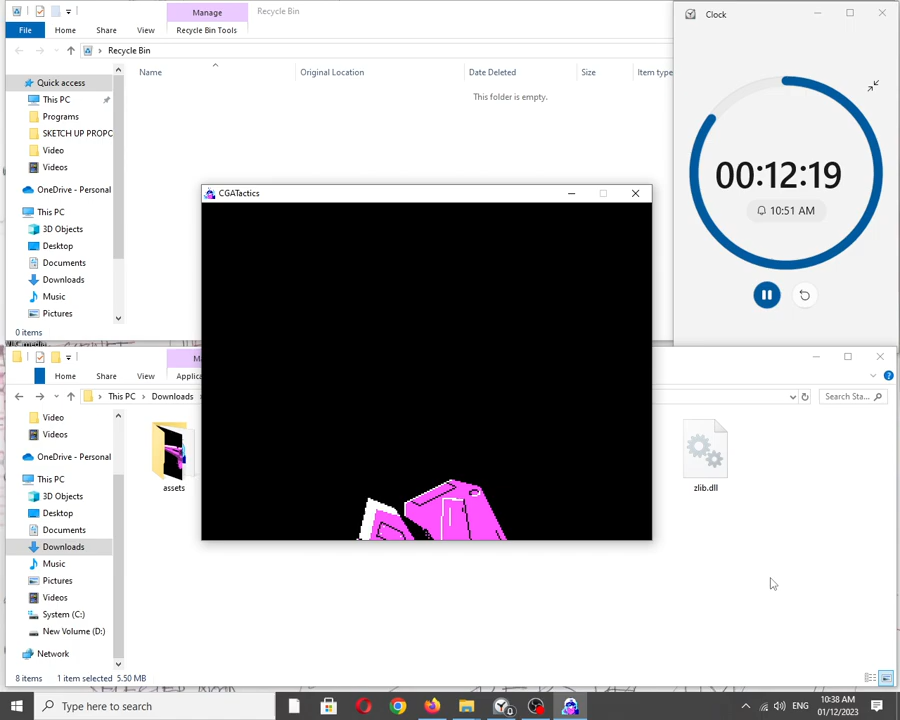 Manage
Recycle Bin
File
Home
Share
View
Recycle Bin Tools
Recycle Bin
Quick access
This PC
Programs
SKETCH UP PROPC
Video
Videos
OneDrive - Personal
This PC
3D Objects
Desktop
Documents
Downloads
Music
Pictures
0 items
Name
Original Location
Date Deleted
Size
Item type
This folder is empty.
Clock
00:12:19
10:51 AM
CGATactics
Home
Share
View
Applic
This PC
Downloads
Search Sta...
Video
Videos
OneDrive - Personal
This PC
3D Objects
Desktop
Documents
Downloads
Music
Pictures
Videos
System (C:)
New Volume (D:)
Network
assets
zlib.dll
8 items
1 item selected
5.50 MB
Type here to search
ENG
10:38 AM
01/12/2023